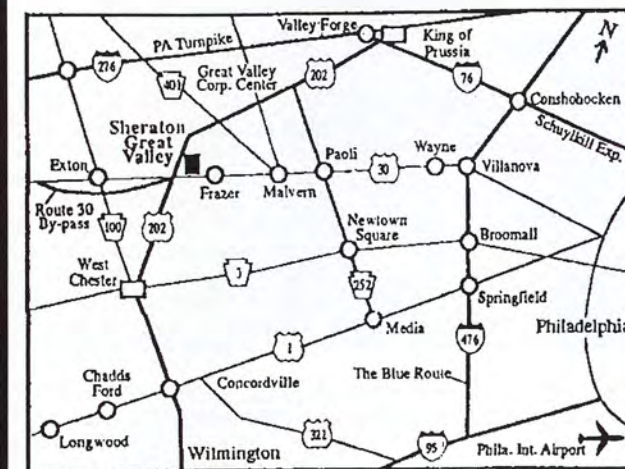 Valley Forge
King of
Prussia
N
PA Turnpike
276
401
Great Valley
Corp. Center
202
76
Conshohocken
Schuylkill Exp.
Sheraton
Great
Valley
Exton
Frazer
Malvern
Paoli
30
Wayne
Villanova
Route 30
By-pass
100
202
Newtown
Square
Broomall
West
Chester
3
252
Springfield
Media
Philadelphia
1
476
Chadds
Ford
Concordville
The Blue Route
Longwood
Wilmington
322
95
Phila. Int. Airport